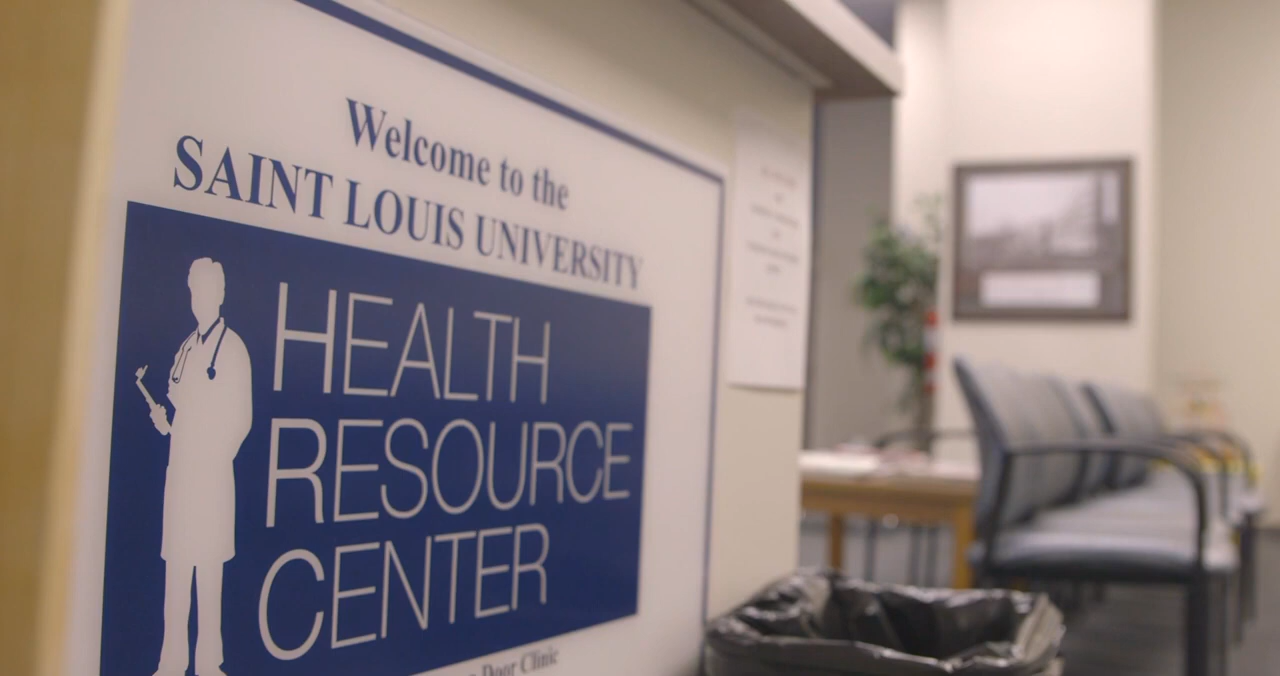 Welcome to the
SAINT LOUIS UNIVERSITY
HEALTH
RESOURCE
CENTER
Door Clinic